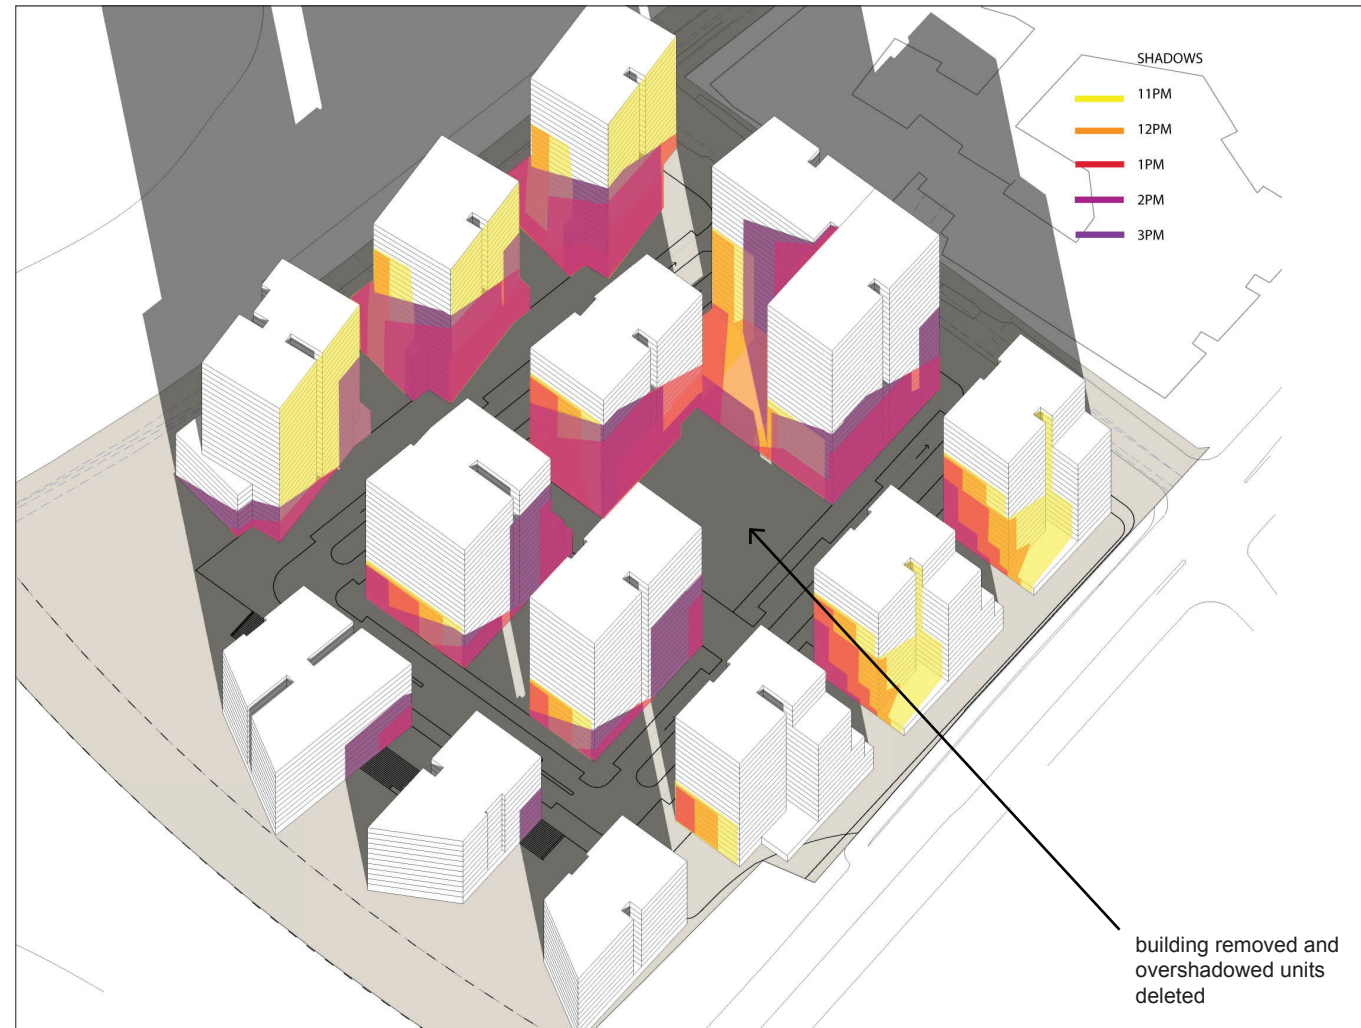 SHADOWS
11PM
12PM
1PM
2PM
3PM
building removed and
overshadowed units
deleted